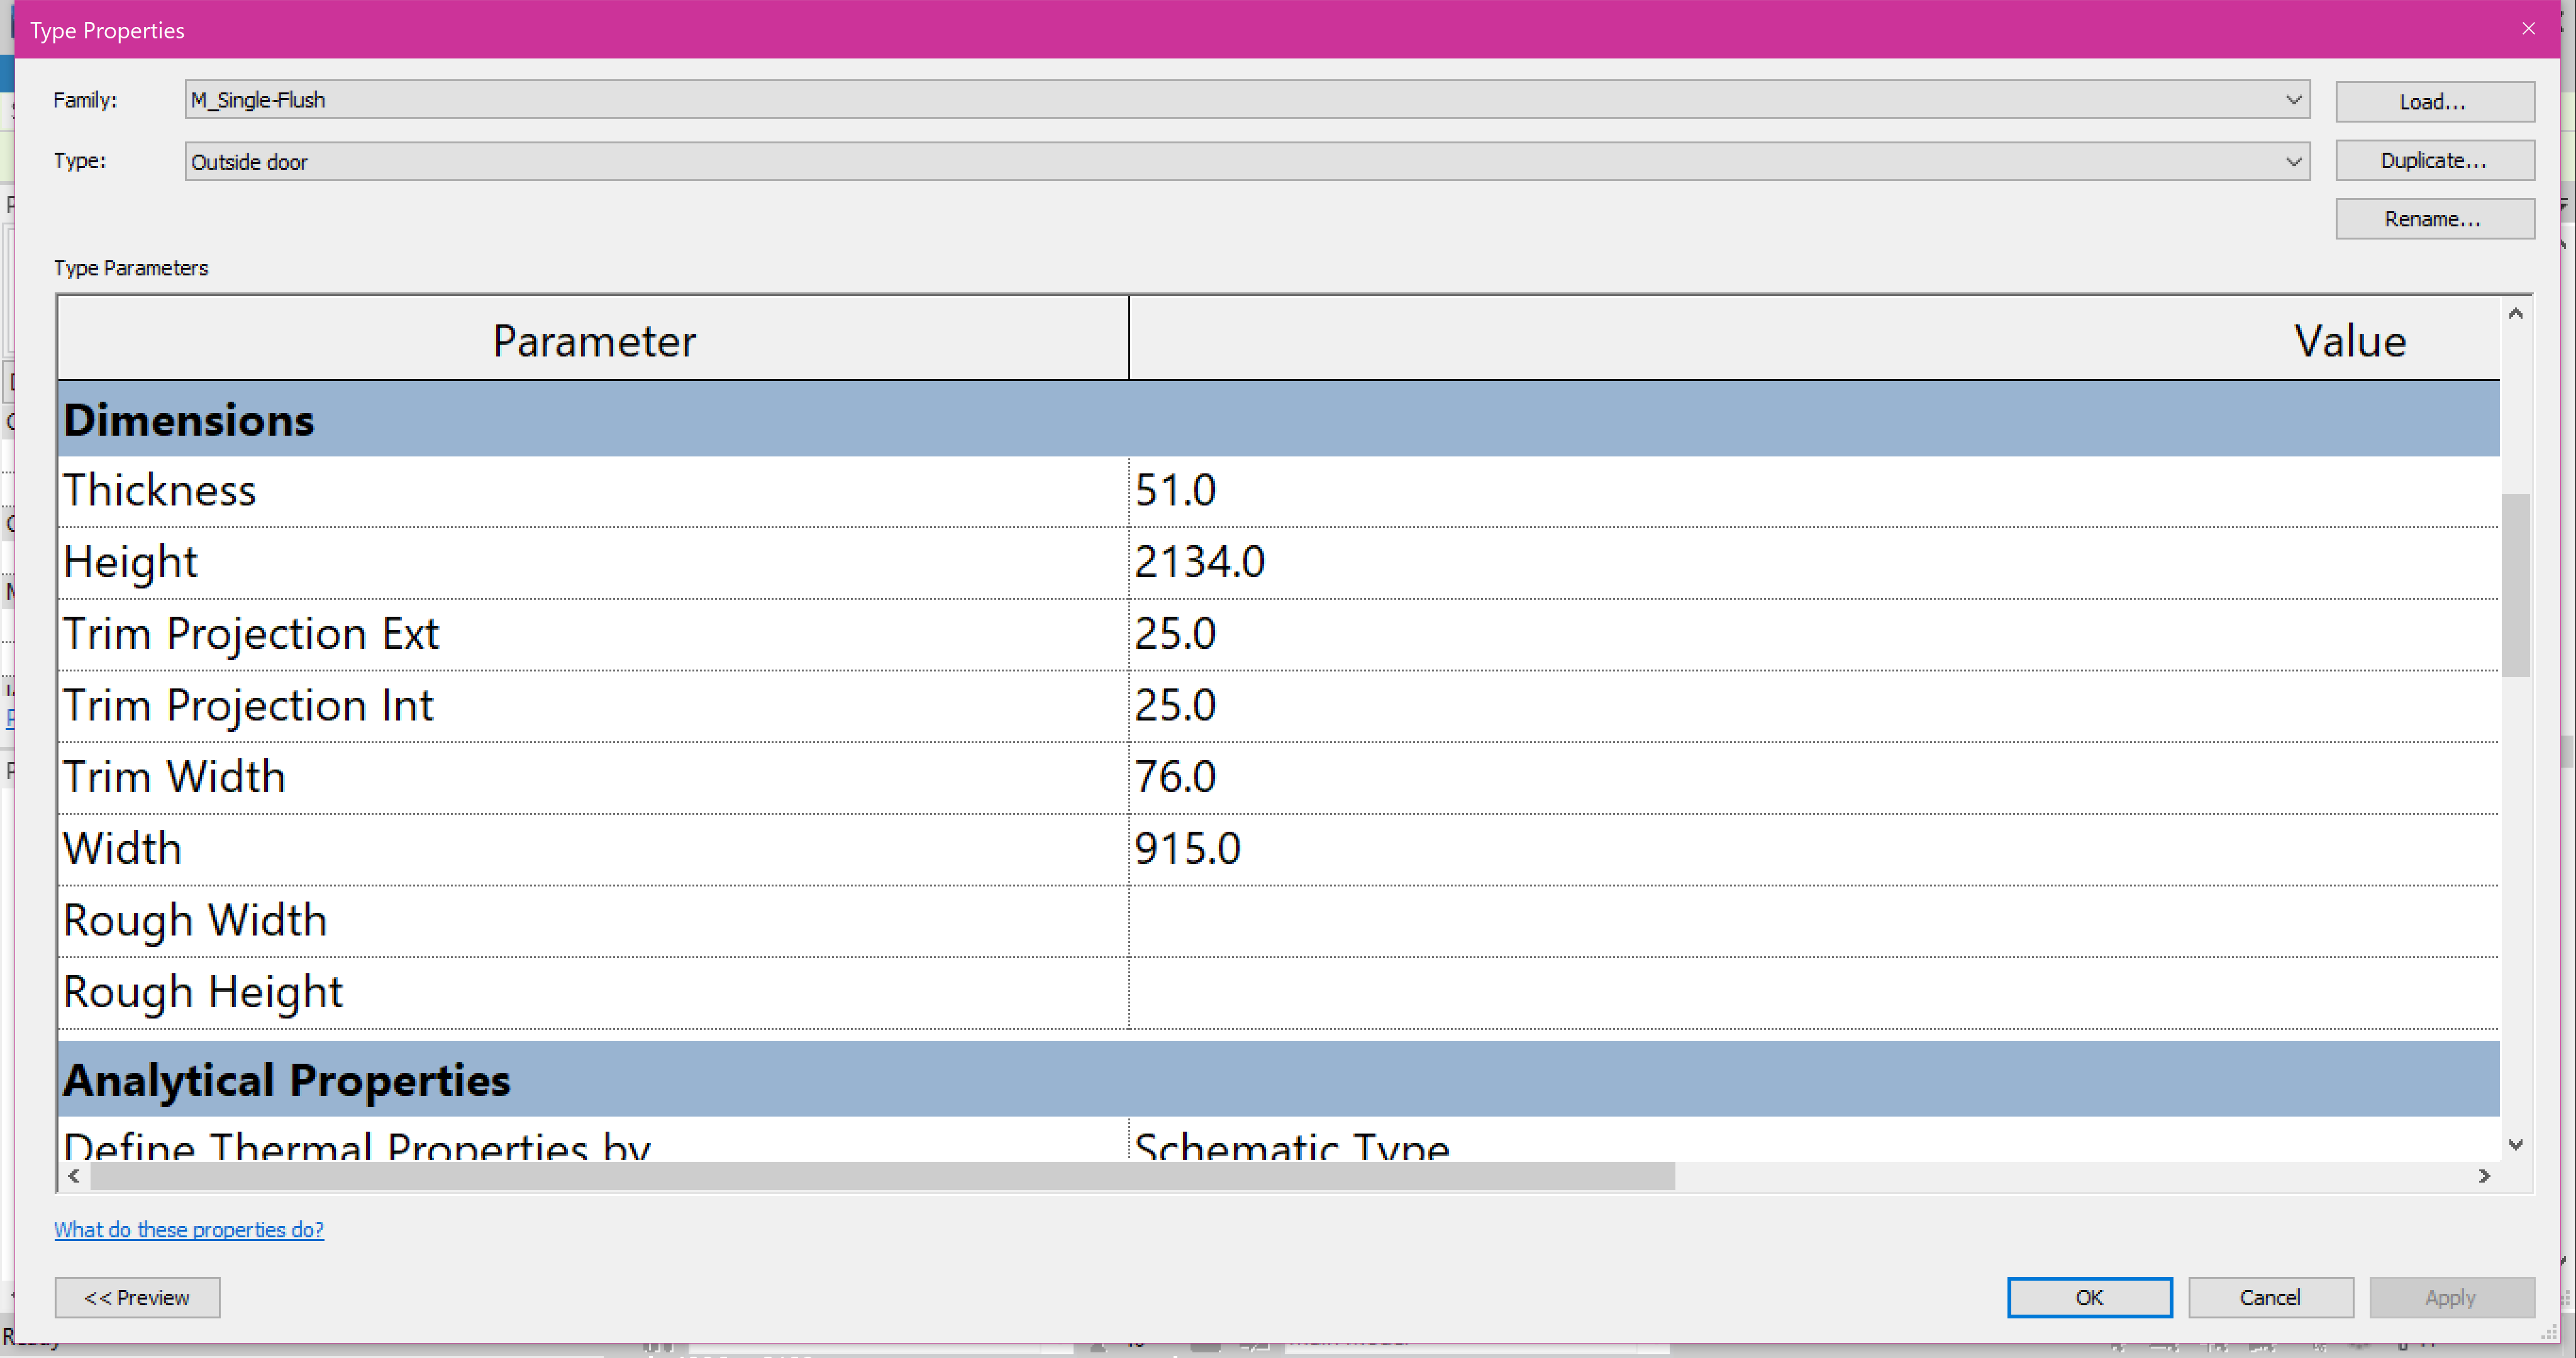 Type Properties
Family: M_Single-Flush Load...
Type: Outside door Duplicate...
Rename...
Type Parameters
Parameter Value
Dimensions
Thickness 51.0
Height 2134.0
Trim Projection Ext 25.0
Trim Projection Int 25.0
Trim Width 76.0
Width 915.0
Rough Width
Rough Height
Analytical Properties
Define Thermal Properties by Schematic Type
What do these properties do?
<< Preview OK Cancel Apply